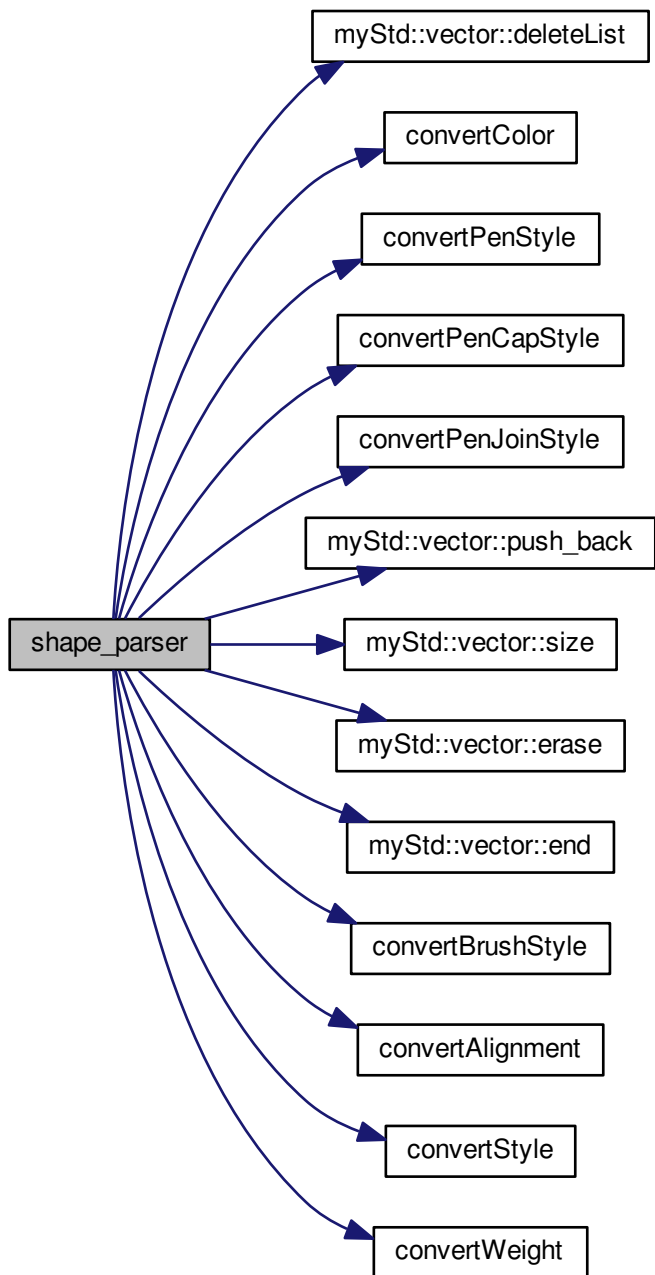 myStd::vector::deleteList
convertColor
convertPenStyle
convertPenCapStyle
convertPenJoinStyle
myStd::vector::push_back
shape_parser
myStd::vector::size
myStd::vector::erase
myStd::vector::end
convertBrushStyle
convertAlignment
convertStyle
convertWeight